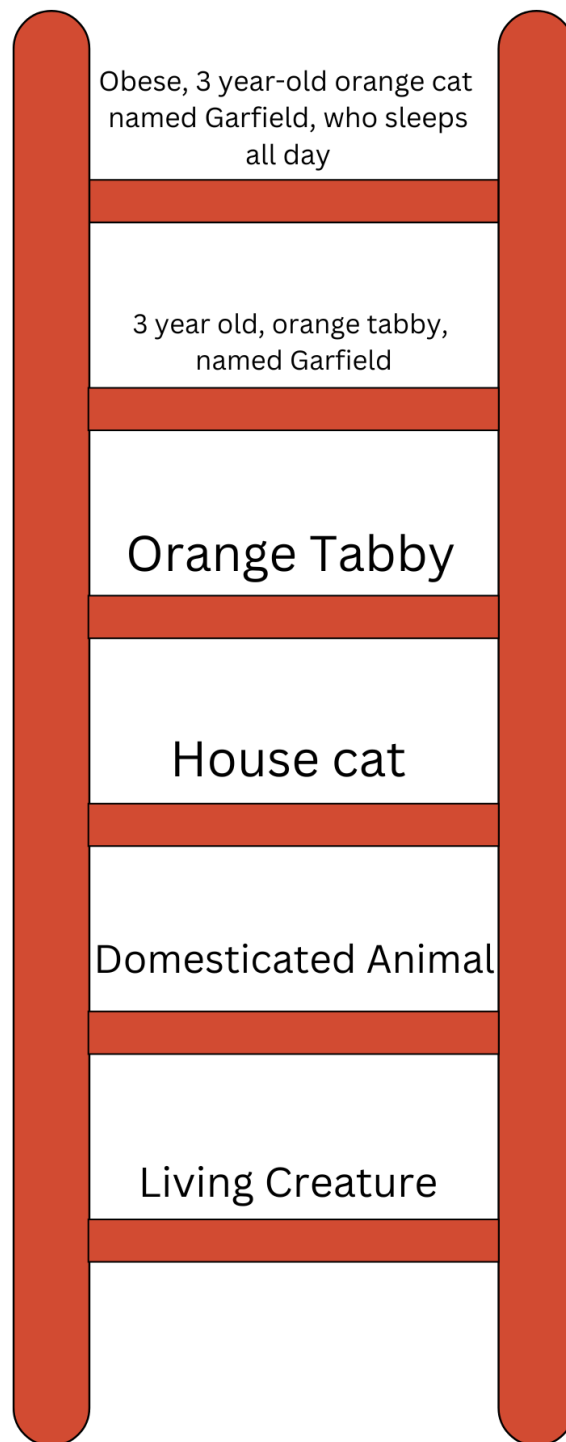 Obese, 3 year-old orange cat
named Garfield, who sleeps
all day
3 year old, orange tabby,
named Garfield
Orange Tabby
House cat
Domesticated Animal
Living Creature